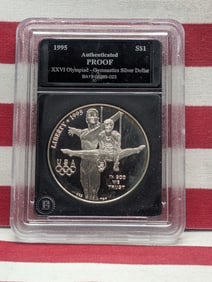 1995 S$1
Authenticated
PROOF
XXVI Olympiad - Gymnastics Silver Dollar
LIBERTY • 1995
USA
IN GOD
WE
TRUST